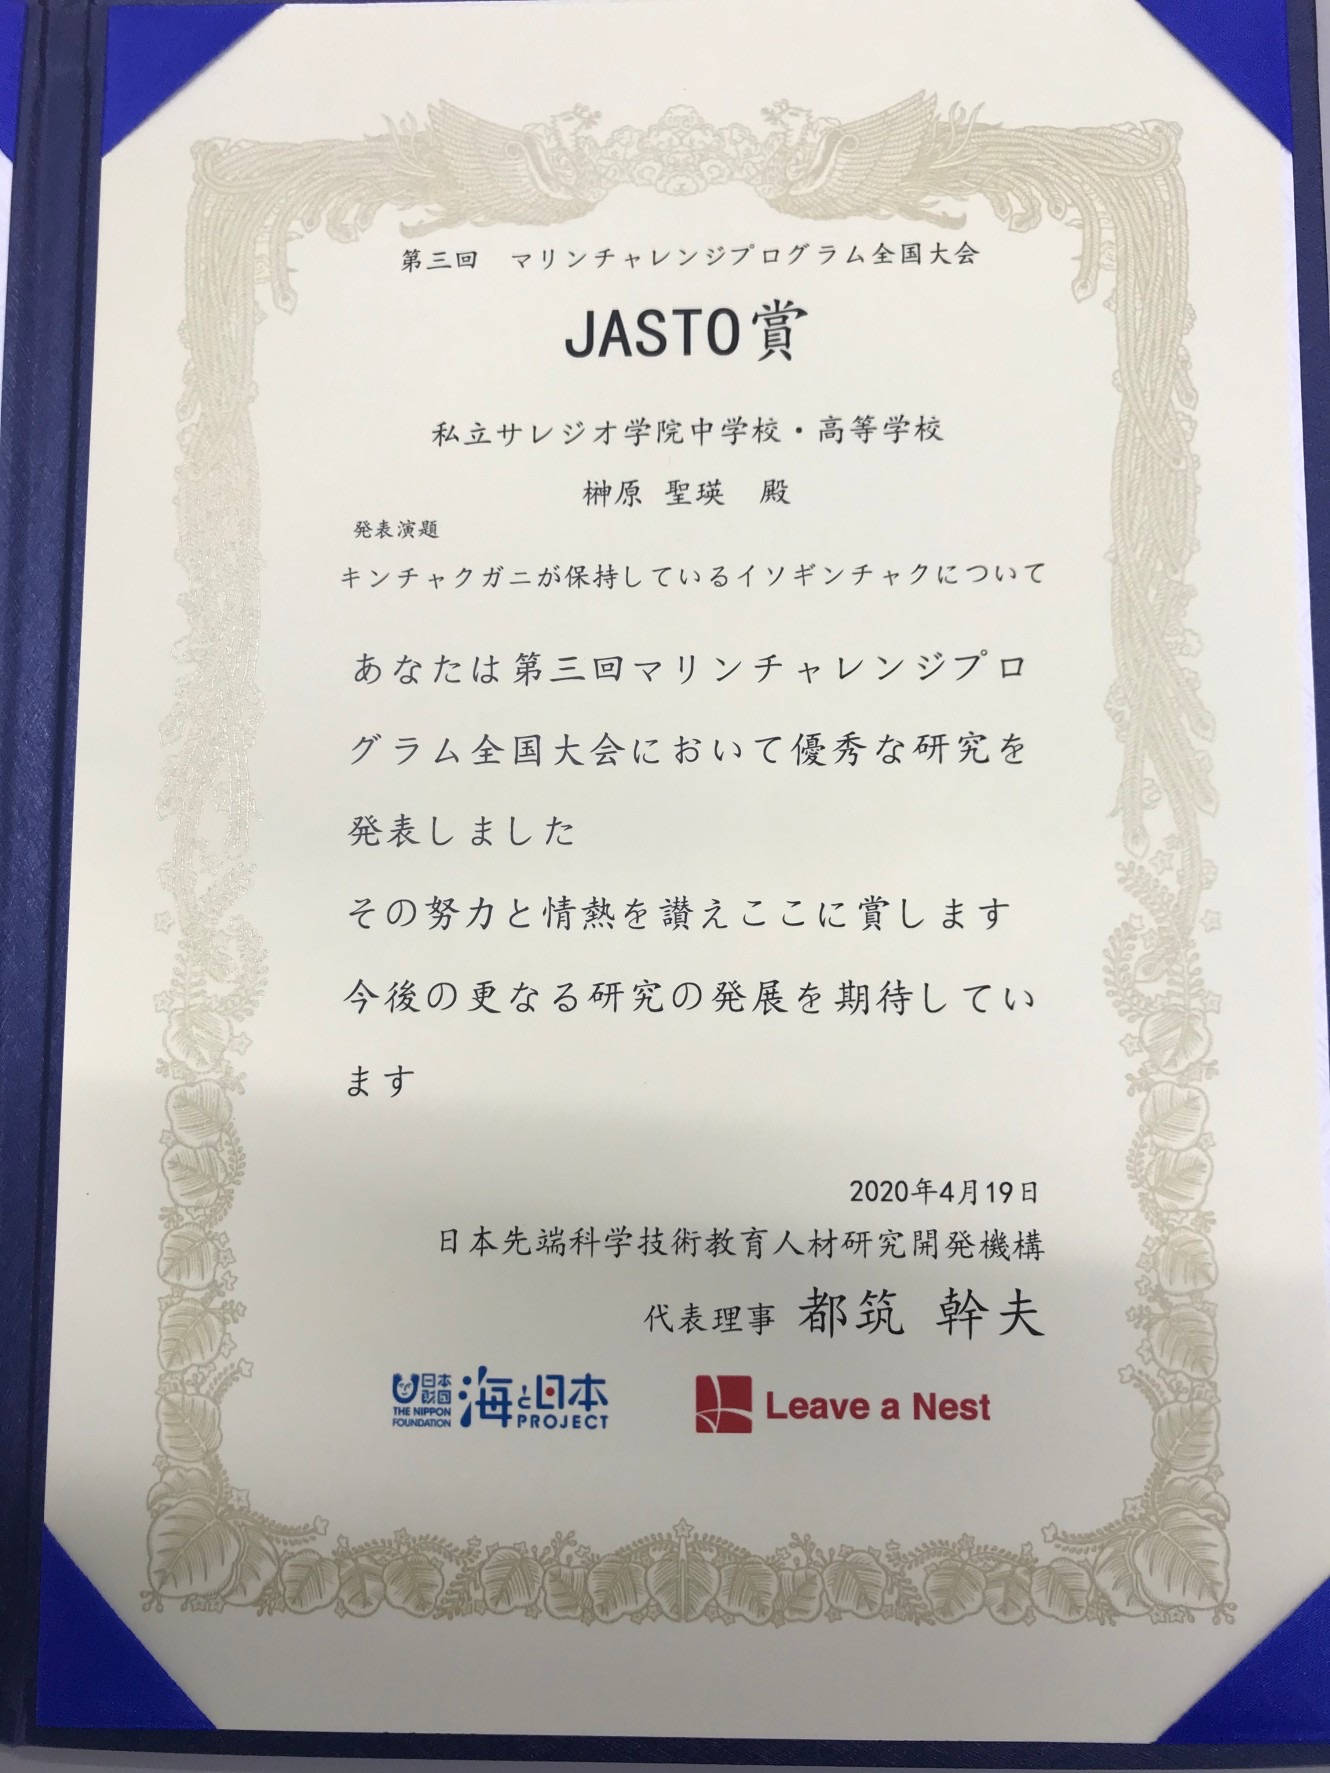 第三回　マリンチャレンジプログラム全国大会
JASTO賞
私立サレジオ学院中学校・高等学校
榊原 聖瑛　殿
発表演題
キンチャクガニが保持しているイソギンチャクについて
あなたは第三回マリンチャレンジプロ
グラム全国大会において優秀な研究を
発表しました
その努力と情熱を讃えここに賞します
今後の更なる研究の発展を期待してい
ます
2020年4月19日
日本先端科学技術教育人材研究開発機構
代表理事 都筑 幹夫
日本財団 THE NIPPON FOUNDATION 海と日本 PROJECT
Leave a Nest